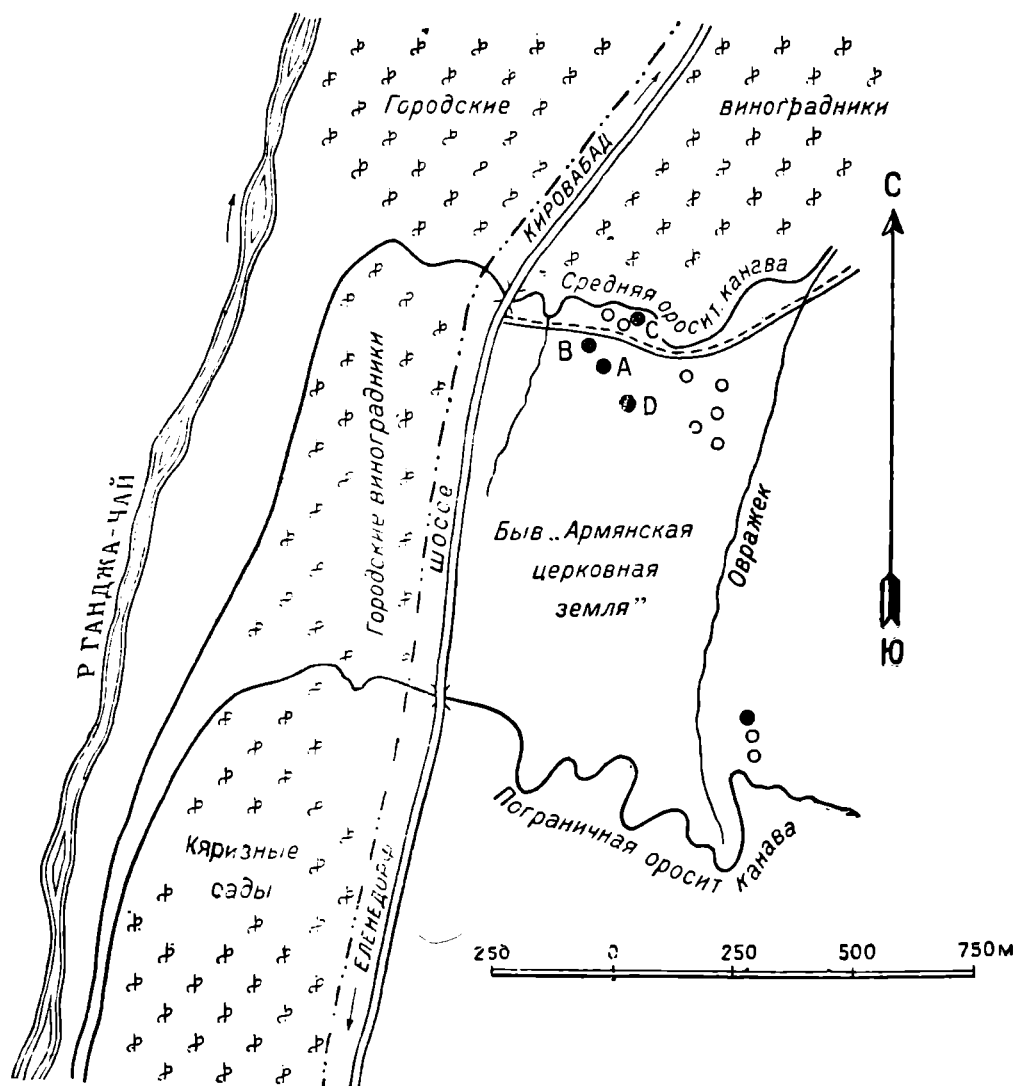 Городские
виноградники
КИРОВАБАД
С
Средняя оросит. канава
С
В
А
D
Р ГАНДЖА-ЧАЙ
Городские виноградники
шоссе
Быв „Армянская
церковная
земля”
Овражек
Ю
Пограничная оросит канава
Кяризные
сады
ЕЛЕНЕДОРФ
250 0 250 500 750м